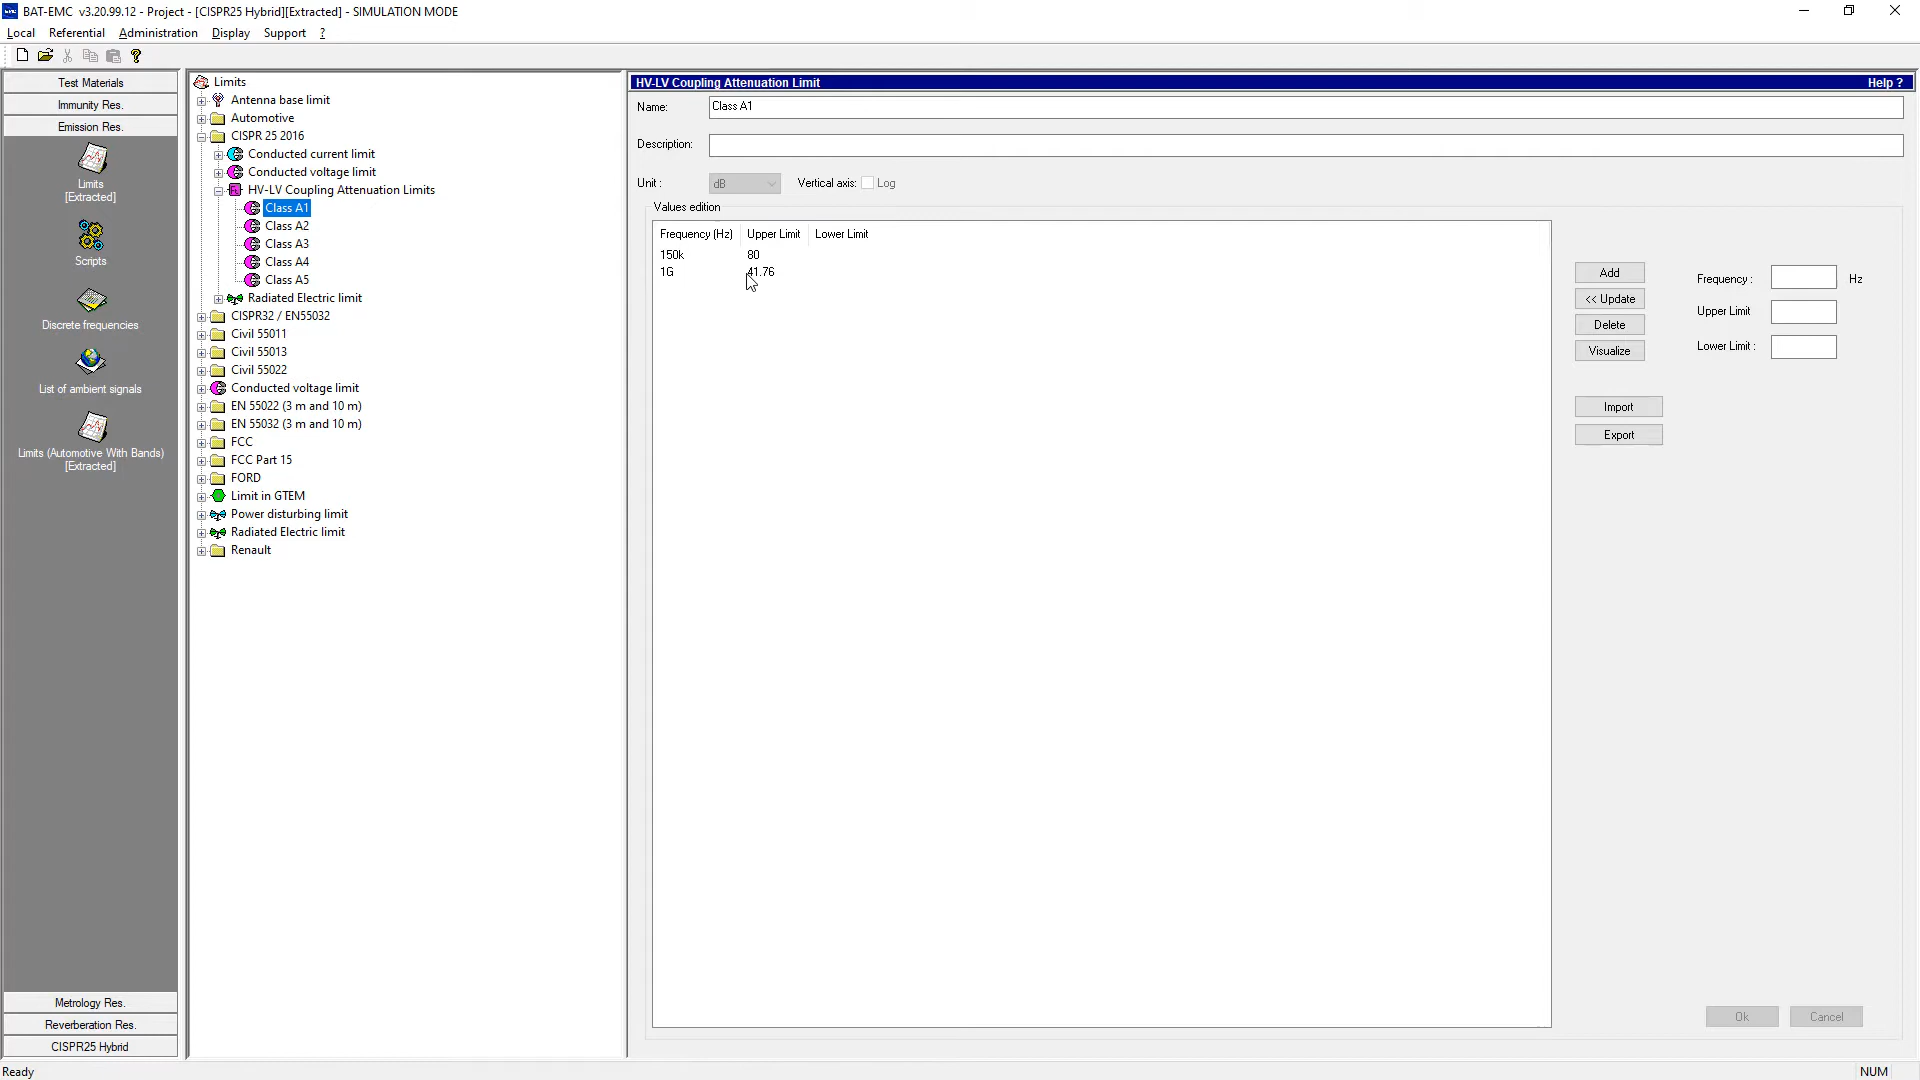 BAT-EMC v3.20.99.12 - Project - [CISPR25 Hybrid][Extracted] - SIMULATION MODE
Local Referential Administration Display Support ?
Test Materials
Immunity Res.
Emission Res.
Limits
[Extracted]
Scripts
Discrete frequencies
List of ambient signals
Limits (Automotive With Bands)
[Extracted]
Metrology Res.
Reverberation Res.
CISPR25 Hybrid
Limits
Antenna base limit
Automotive
CISPR 25 2016
Conducted current limit
Conducted voltage limit
HV-LV Coupling Attenuation Limits
Class A1
Class A2
Class A3
Class A4
Class A5
Radiated Electric limit
CISPR32 / EN55032
Civil 55011
Civil 55013
Civil 55022
Conducted voltage limit
EN 55022 (3 m and 10 m)
EN 55032 (3 m and 10 m)
FCC
FCC Part 15
FORD
Limit in GTEM
Power disturbing limit
Radiated Electric limit
Renault
HV-LV Coupling Attenuation Limit Help ?
Name: Class A1
Description:
Unit : dB Vertical axis: Log
Values edition
Frequency (Hz) Upper Limit Lower Limit
150k 80
1G 41.76
Add
<< Update
Delete
Visualize
Import
Export
Frequency : Hz
Upper Limit
Lower Limit :
Ok Cancel
Ready NUM